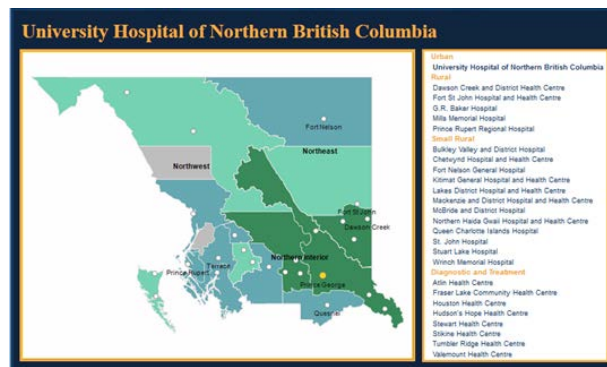 University Hospital of Northern British Columbia
Fort Nelson
Northwest
Northeast
Fort St John
Dawson Creek
Northern Interior
Terrace
Prince Rupert
Prince George
Quesnel
Urban
University Hospital of Northern British Columbia
Rural
Dawson Creek and District Health Centre
Fort St John Hospital and Health Centre
G.R. Baker Hospital
Mills Memorial Hospital
Prince Rupert Regional Hospital
Small Rural
Bulkley Valley and District Hospital
Chetwynd Hospital and Health Centre
Fort Nelson General Hospital
Kitimat General Hospital and Health Centre
Lakes District Hospital and Health Centre
Mackenzie and District Hospital and Health Centre
McBride and District Hospital
Northern Haida Gwaii Hospital and Health Centre
Queen Charlotte Islands Hospital
St. John Hospital
Stuart Lake Hospital
Wrinch Memorial Hospital
Diagnostic and Treatment
Atlin Health Centre
Fraser Lake Community Health Centre
Houston Health Centre
Hudson's Hope Health Centre
Stewart Health Centre
Stikine Health Centre
Tumbler Ridge Health Centre
Valemount Health Centre